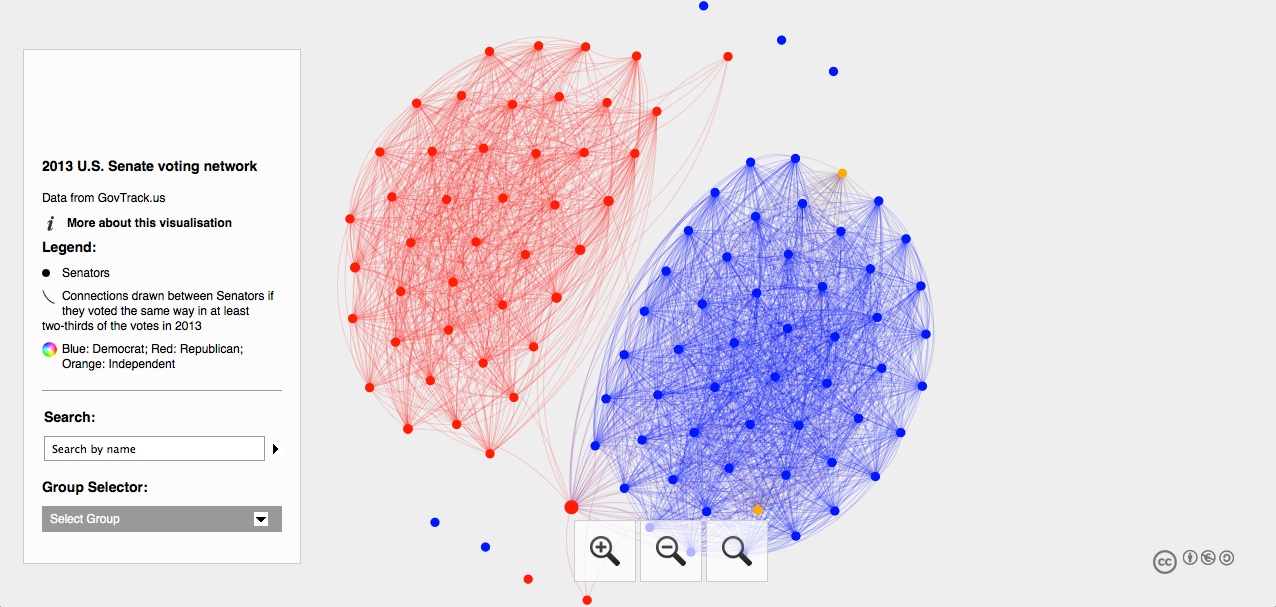 2013 U.S. Senate voting network
Data from GovTrack.us
i More about this visualisation
Legend:
Senators
Connections drawn between Senators if
they voted the same way in at least
two-thirds of the votes in 2013
Blue: Democrat; Red: Republican;
Orange: Independent
Search:
Search by name
Group Selector:
Select Group
cc